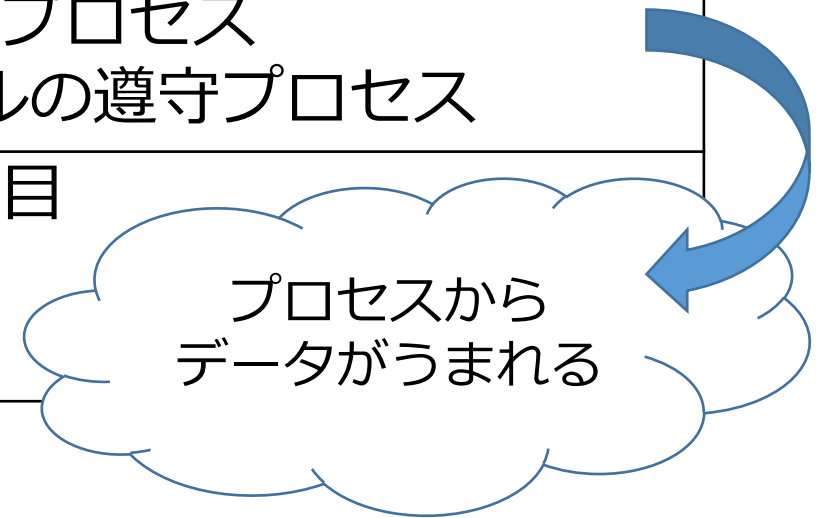 プロセス
ルの遵守プロセス
目
プロセスから
データがうまれる